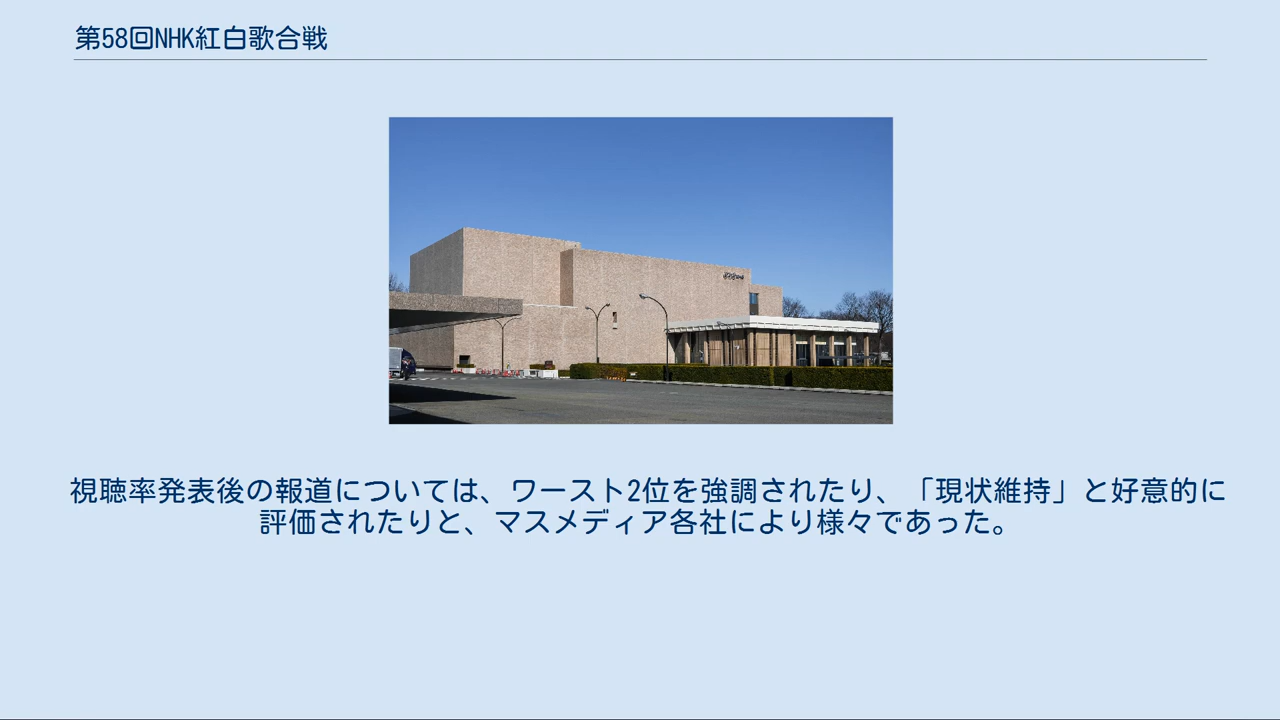 第58回NHK紅白歌合戦
視聴率発表後の報道については、ワースト2位を強調されたり、「現状維持」と好意的に
評価されたりと、マスメディア各社により様々であった。